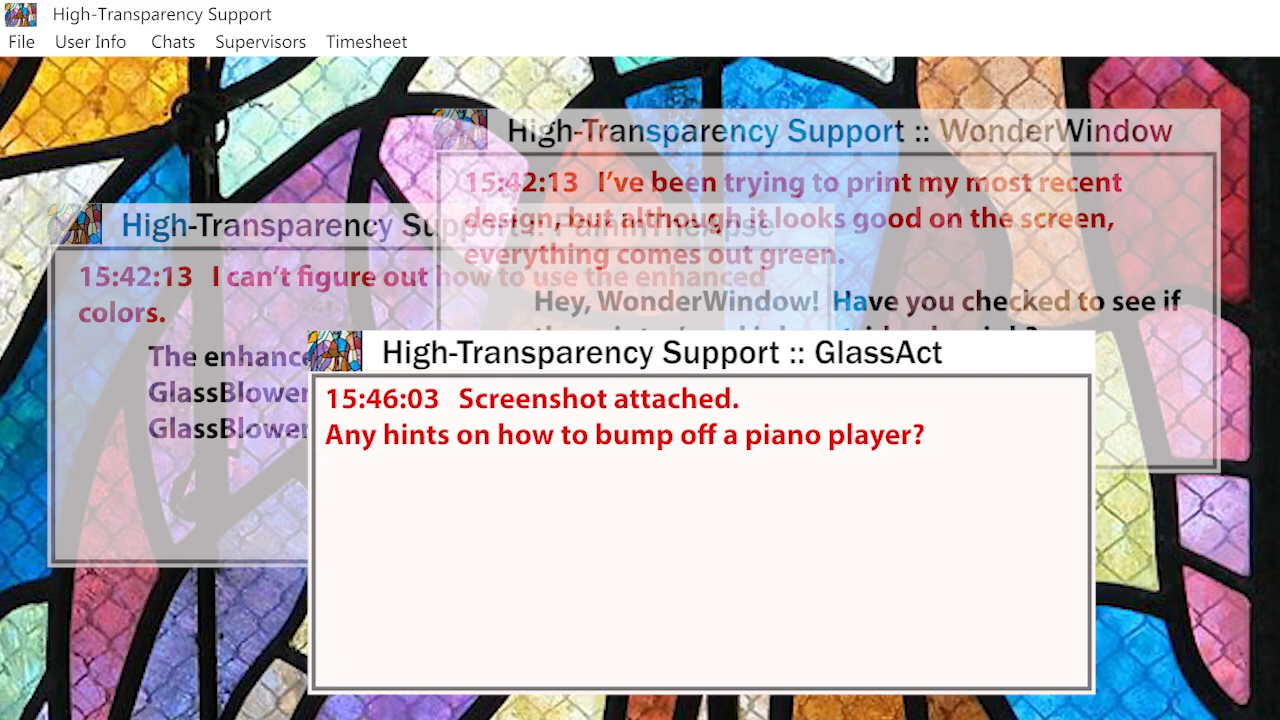 High-Transparency Support
File User Info Chats Supervisors Timesheet
High-Transparency Support :: WonderWindow
15:42:13 I've been trying to print my most recent
design, but although it looks good on the screen,
everything comes out green.
Hey, WonderWindow! Have you checked to see if
High-Transparency Support ::
15:42:13 I can't figure out how to use the enhanced
colors.
The enhance
GlassBlower
GlassBlower
High-Transparency Support :: GlassAct
15:46:03 Screenshot attached.
Any hints on how to bump off a piano player?